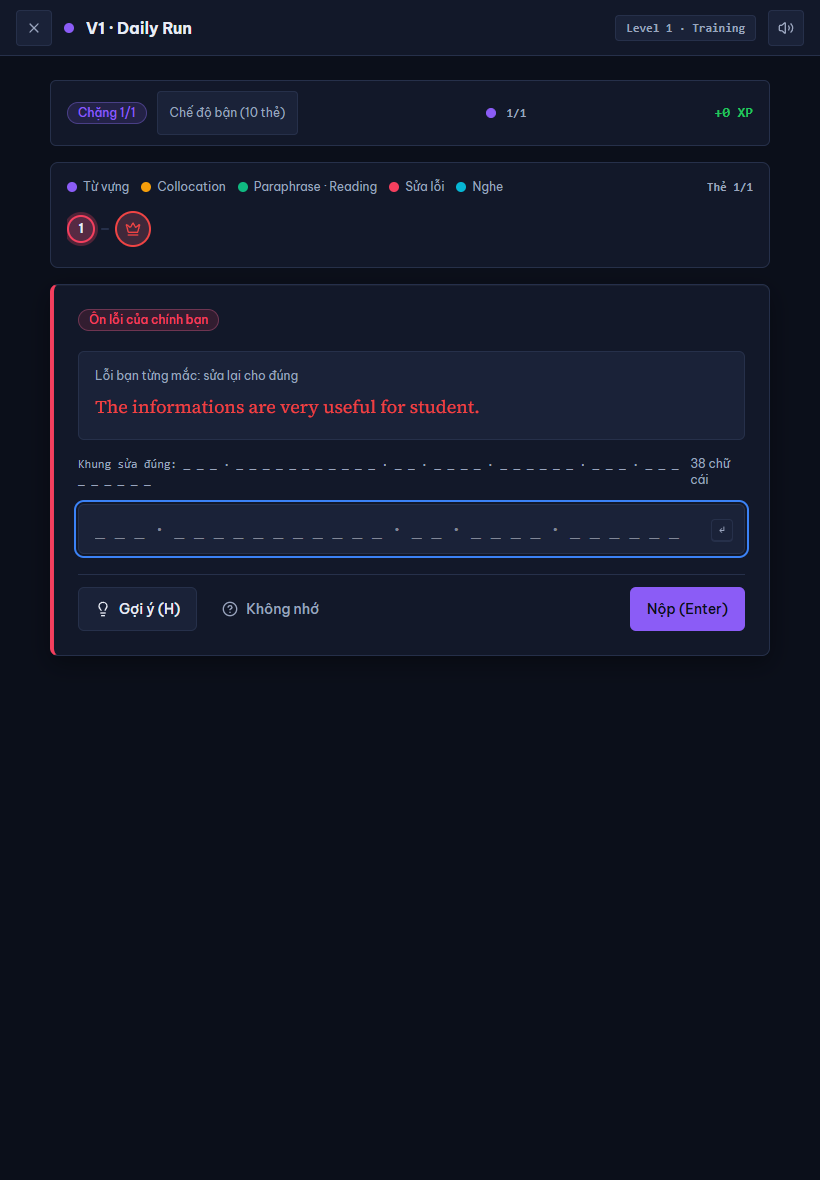 V1 · Daily Run
Level 1 · Training
Chặng 1/1
Chế độ bận (10 thẻ)
1/1
+0 XP
Từ vựng
Collocation
Paraphrase · Reading
Sửa lỗi
Nghe
Thẻ 1/1
1
Ôn lỗi của chính bạn
Lỗi bạn từng mắc: sửa lại cho đúng
The informations are very useful for student.
Khung sửa đúng: _ _ _ · _ _ _ _ _ _ _ _ _ _ _ · _ _ · _ _ _ _ · _ _ _ _ _ _ · _ _ _ · _ _ _
_ _ _ _ _ _
38 chữ
cái
_ _ _ · _ _ _ _ _ _ _ _ _ _ _ · _ _ · _ _ _ _ · _ _ _ _ _ _
Gợi ý (H)
Không nhớ
Nộp (Enter)